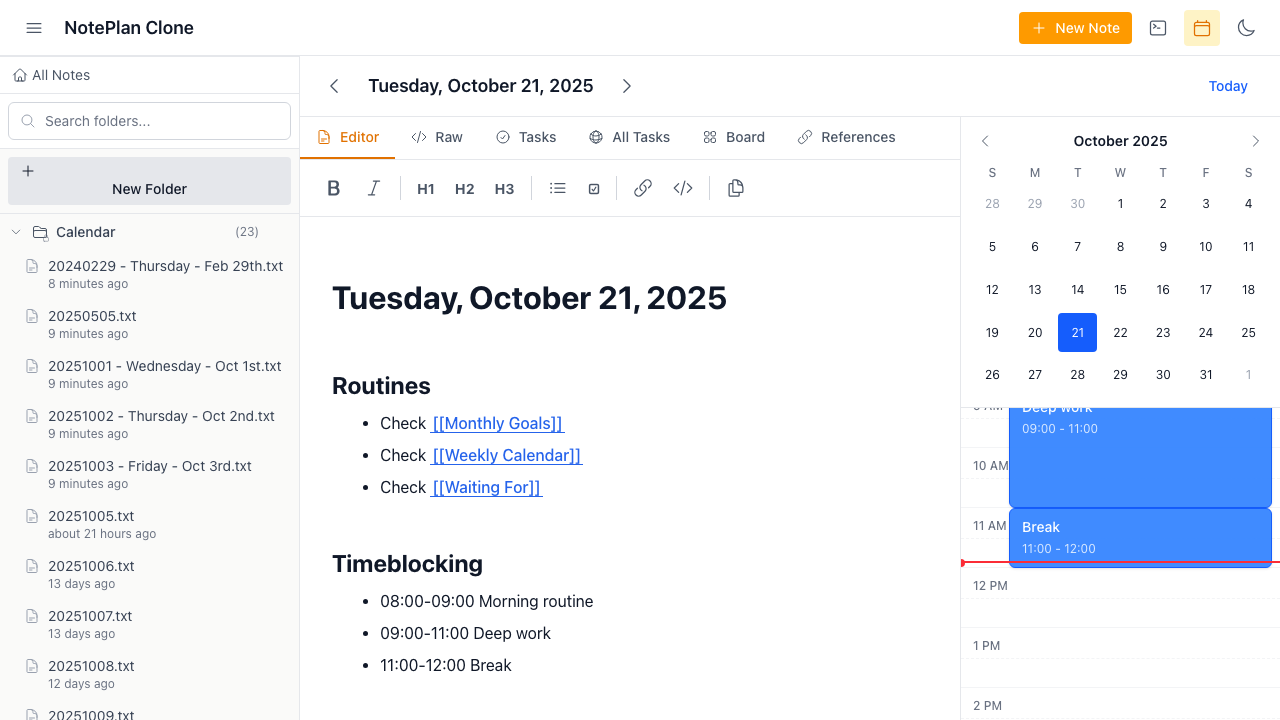 NotePlan Clone
New Note
All Notes
Search folders...
New Folder
Calendar (23)
20240229 - Thursday - Feb 29th.txt
8 minutes ago
20250505.txt
9 minutes ago
20251001 - Wednesday - Oct 1st.txt
9 minutes ago
20251002 - Thursday - Oct 2nd.txt
9 minutes ago
20251003 - Friday - Oct 3rd.txt
9 minutes ago
20251005.txt
about 21 hours ago
20251006.txt
13 days ago
20251007.txt
13 days ago
20251008.txt
12 days ago
20251009.txt
Tuesday, October 21, 2025
Today
Editor Raw Tasks All Tasks Board References
B I H1 H2 H3
Tuesday, October 21, 2025
Routines
• Check [[Monthly Goals]]
• Check [[Weekly Calendar]]
• Check [[Waiting For]]
Timeblocking
• 08:00-09:00 Morning routine
• 09:00-11:00 Deep work
• 11:00-12:00 Break
October 2025
S M T W T F S
28 29 30 1 2 3 4
5 6 7 8 9 10 11
12 13 14 15 16 17 18
19 20 21 22 23 24 25
26 27 28 29 30 31 1
9 AM
Deep work
09:00 - 11:00
10 AM
11 AM
Break
11:00 - 12:00
12 PM
1 PM
2 PM